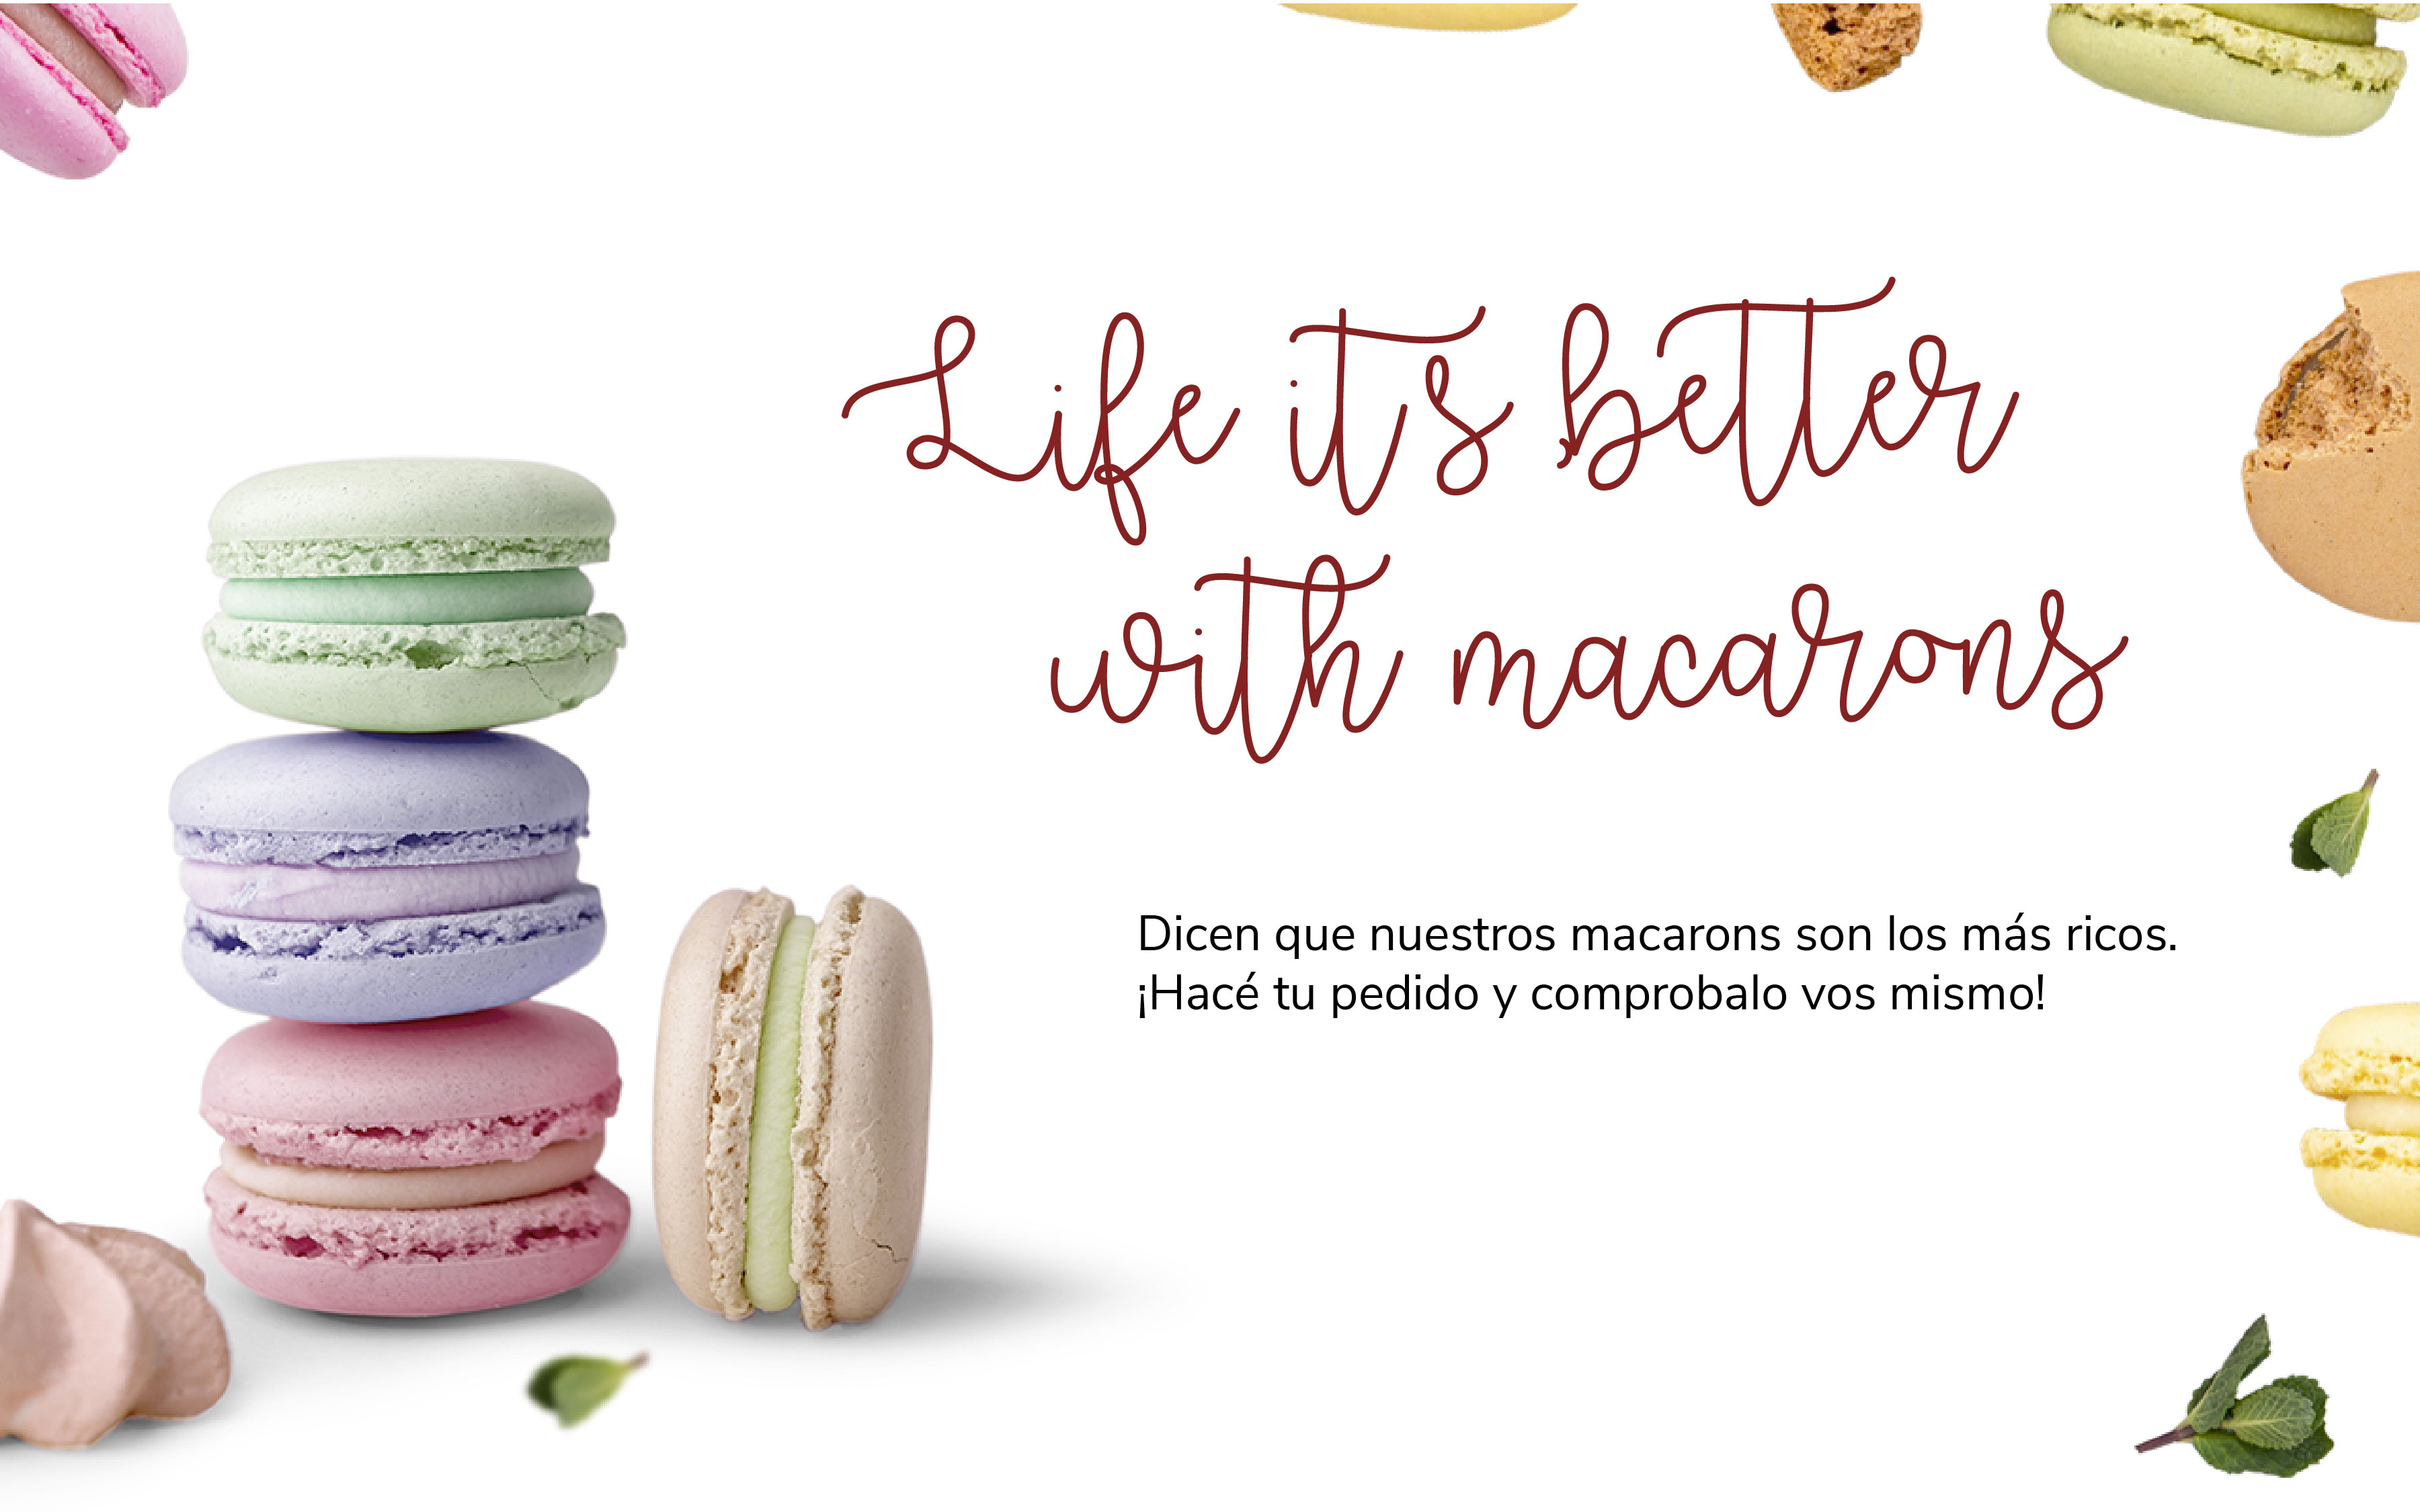 Life it's better
with macarons
Dicen que nuestros macarons son los más ricos.
¡Hacé tu pedido y comprobalo vos mismo!